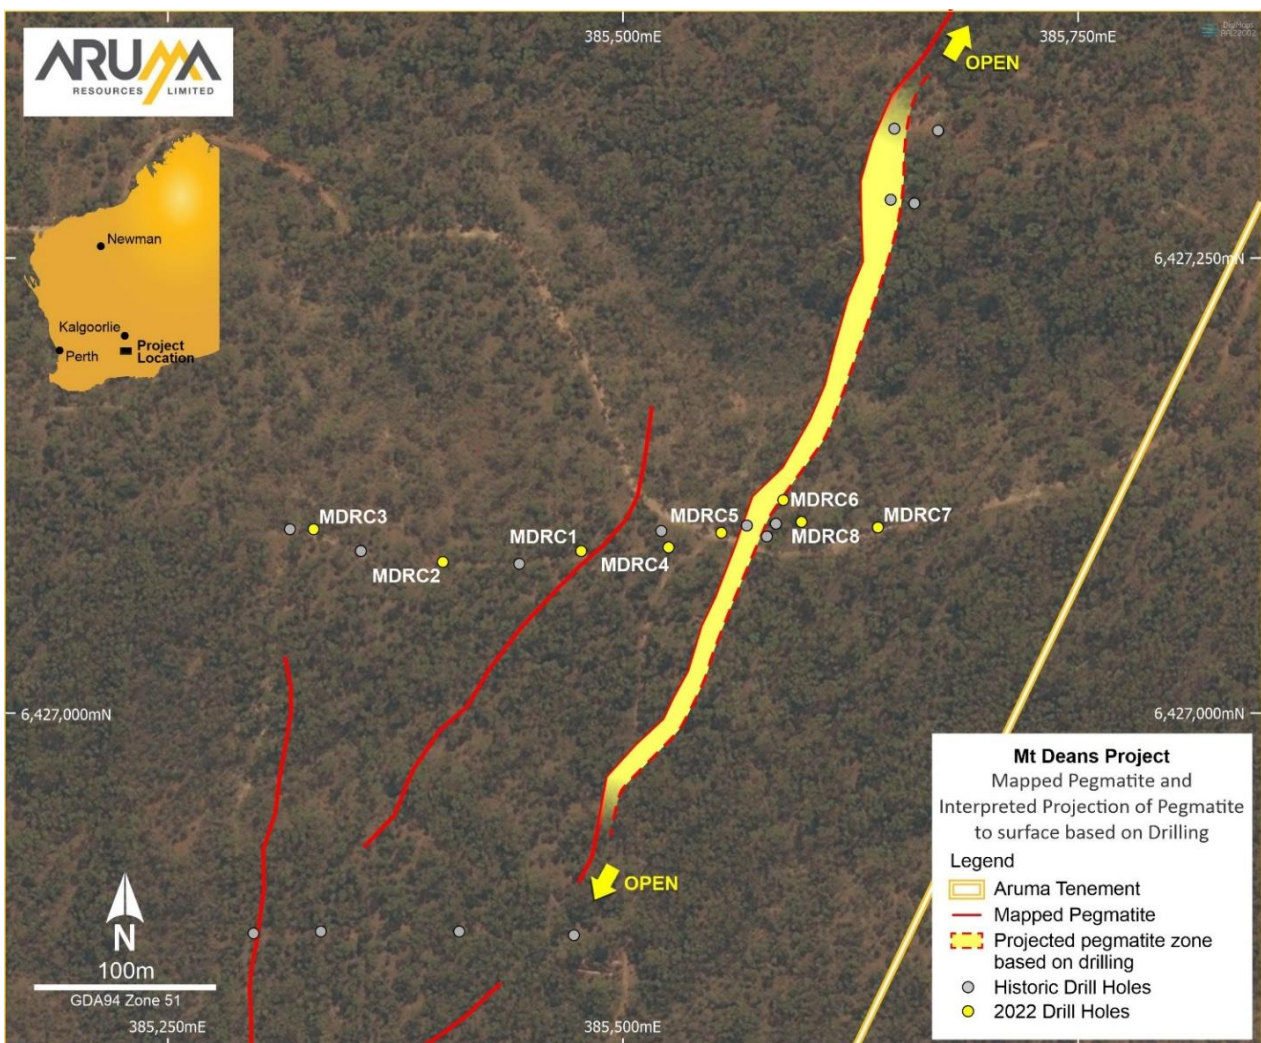 ARUMA
RESOURCES LIMITED
385,500mE
385,750mE
OPEN
Newman
Kalgoorlie
Project
Location
Perth
6,427,250mN
MDRC3
MDRC2
MDRC1
MDRC4
MDRC5
MDRC6
MDRC8
MDRC7
6,427,000mN
6,427,000mN
OPEN
N
100m
GDA94 Zone 51
385,250mE
385,500mE
Mt Deans Project
Mapped Pegmatite and
Interpreted Projection of Pegmatite
to surface based on Drilling
Legend
Aruma Tenement
Mapped Pegmatite
Projected pegmatite zone
based on drilling
Historic Drill Holes
2022 Drill Holes